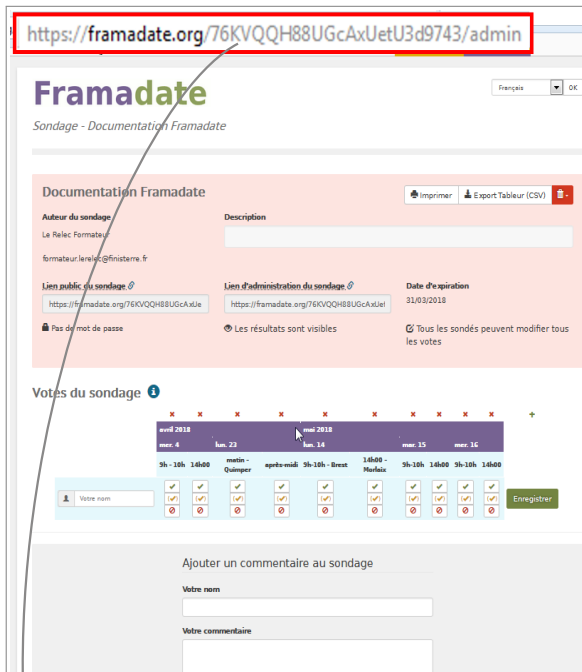 https://framadate.org/76KVQQH88UGcAxUetU3d9743/admin
Framadate
Français
OK
Sondage - Documentation Framadate
Documentation Framadate
Imprimer
Export Tableur (CSV)
Auteur du sondage
Description
Le Relec Formateur
formateur.lerelec@finisterre.fr
Lien public du sondage
Lien d'administration du sondage
Date d'expiration
https://framadate.org/76KVQQH88UGcAxUe
https://framadate.org/76KVQQH88UGcAxUet
31/03/2018
Pas de mot de passe
Les résultats sont visibles
Tous les sondés peuvent modifier tous
les votes
Votes du sondage
avril 2018
mai 2018
mer. 4
lun. 23
lun. 14
mar. 15
mer. 16
9h - 10h
14h00
matin - Quimper
après-midi
9h-10h - Brest
14h00 - Morlaix
9h-10h
14h00
9h-10h
14h00
Votre nom
Enregistrer
Ajouter un commentaire au sondage
Votre nom
Votre commentaire